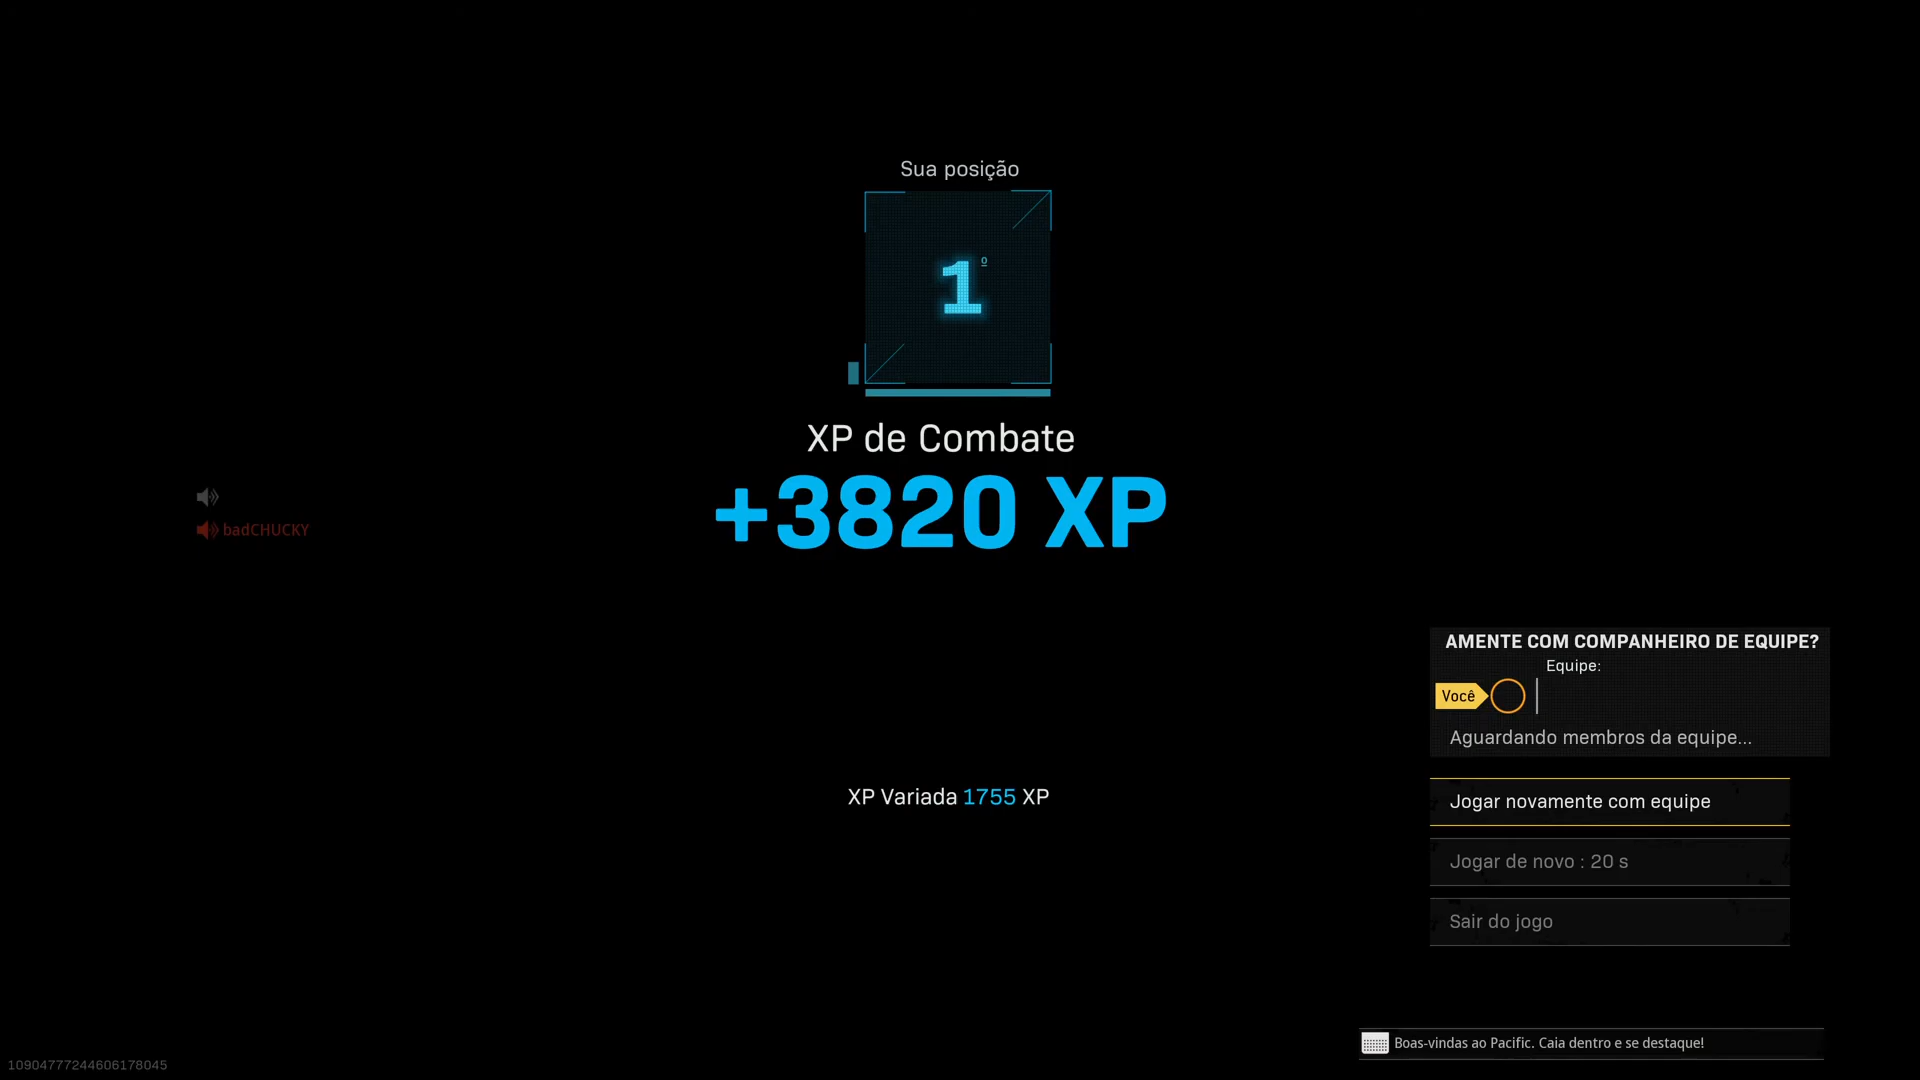 Sua posição
1º
XP de Combate
+3820 XP
badCHUCKY
AMENTE COM COMPANHEIRO DE EQUIPE?
Equipe:
Você
Aguardando membros da equipe...
XP Variada 1755 XP
Jogar novamente com equipe
Jogar de novo : 20 s
Sair do jogo
Boas-vindas ao Pacific. Caia dentro e se destaque!
10904777244606178045